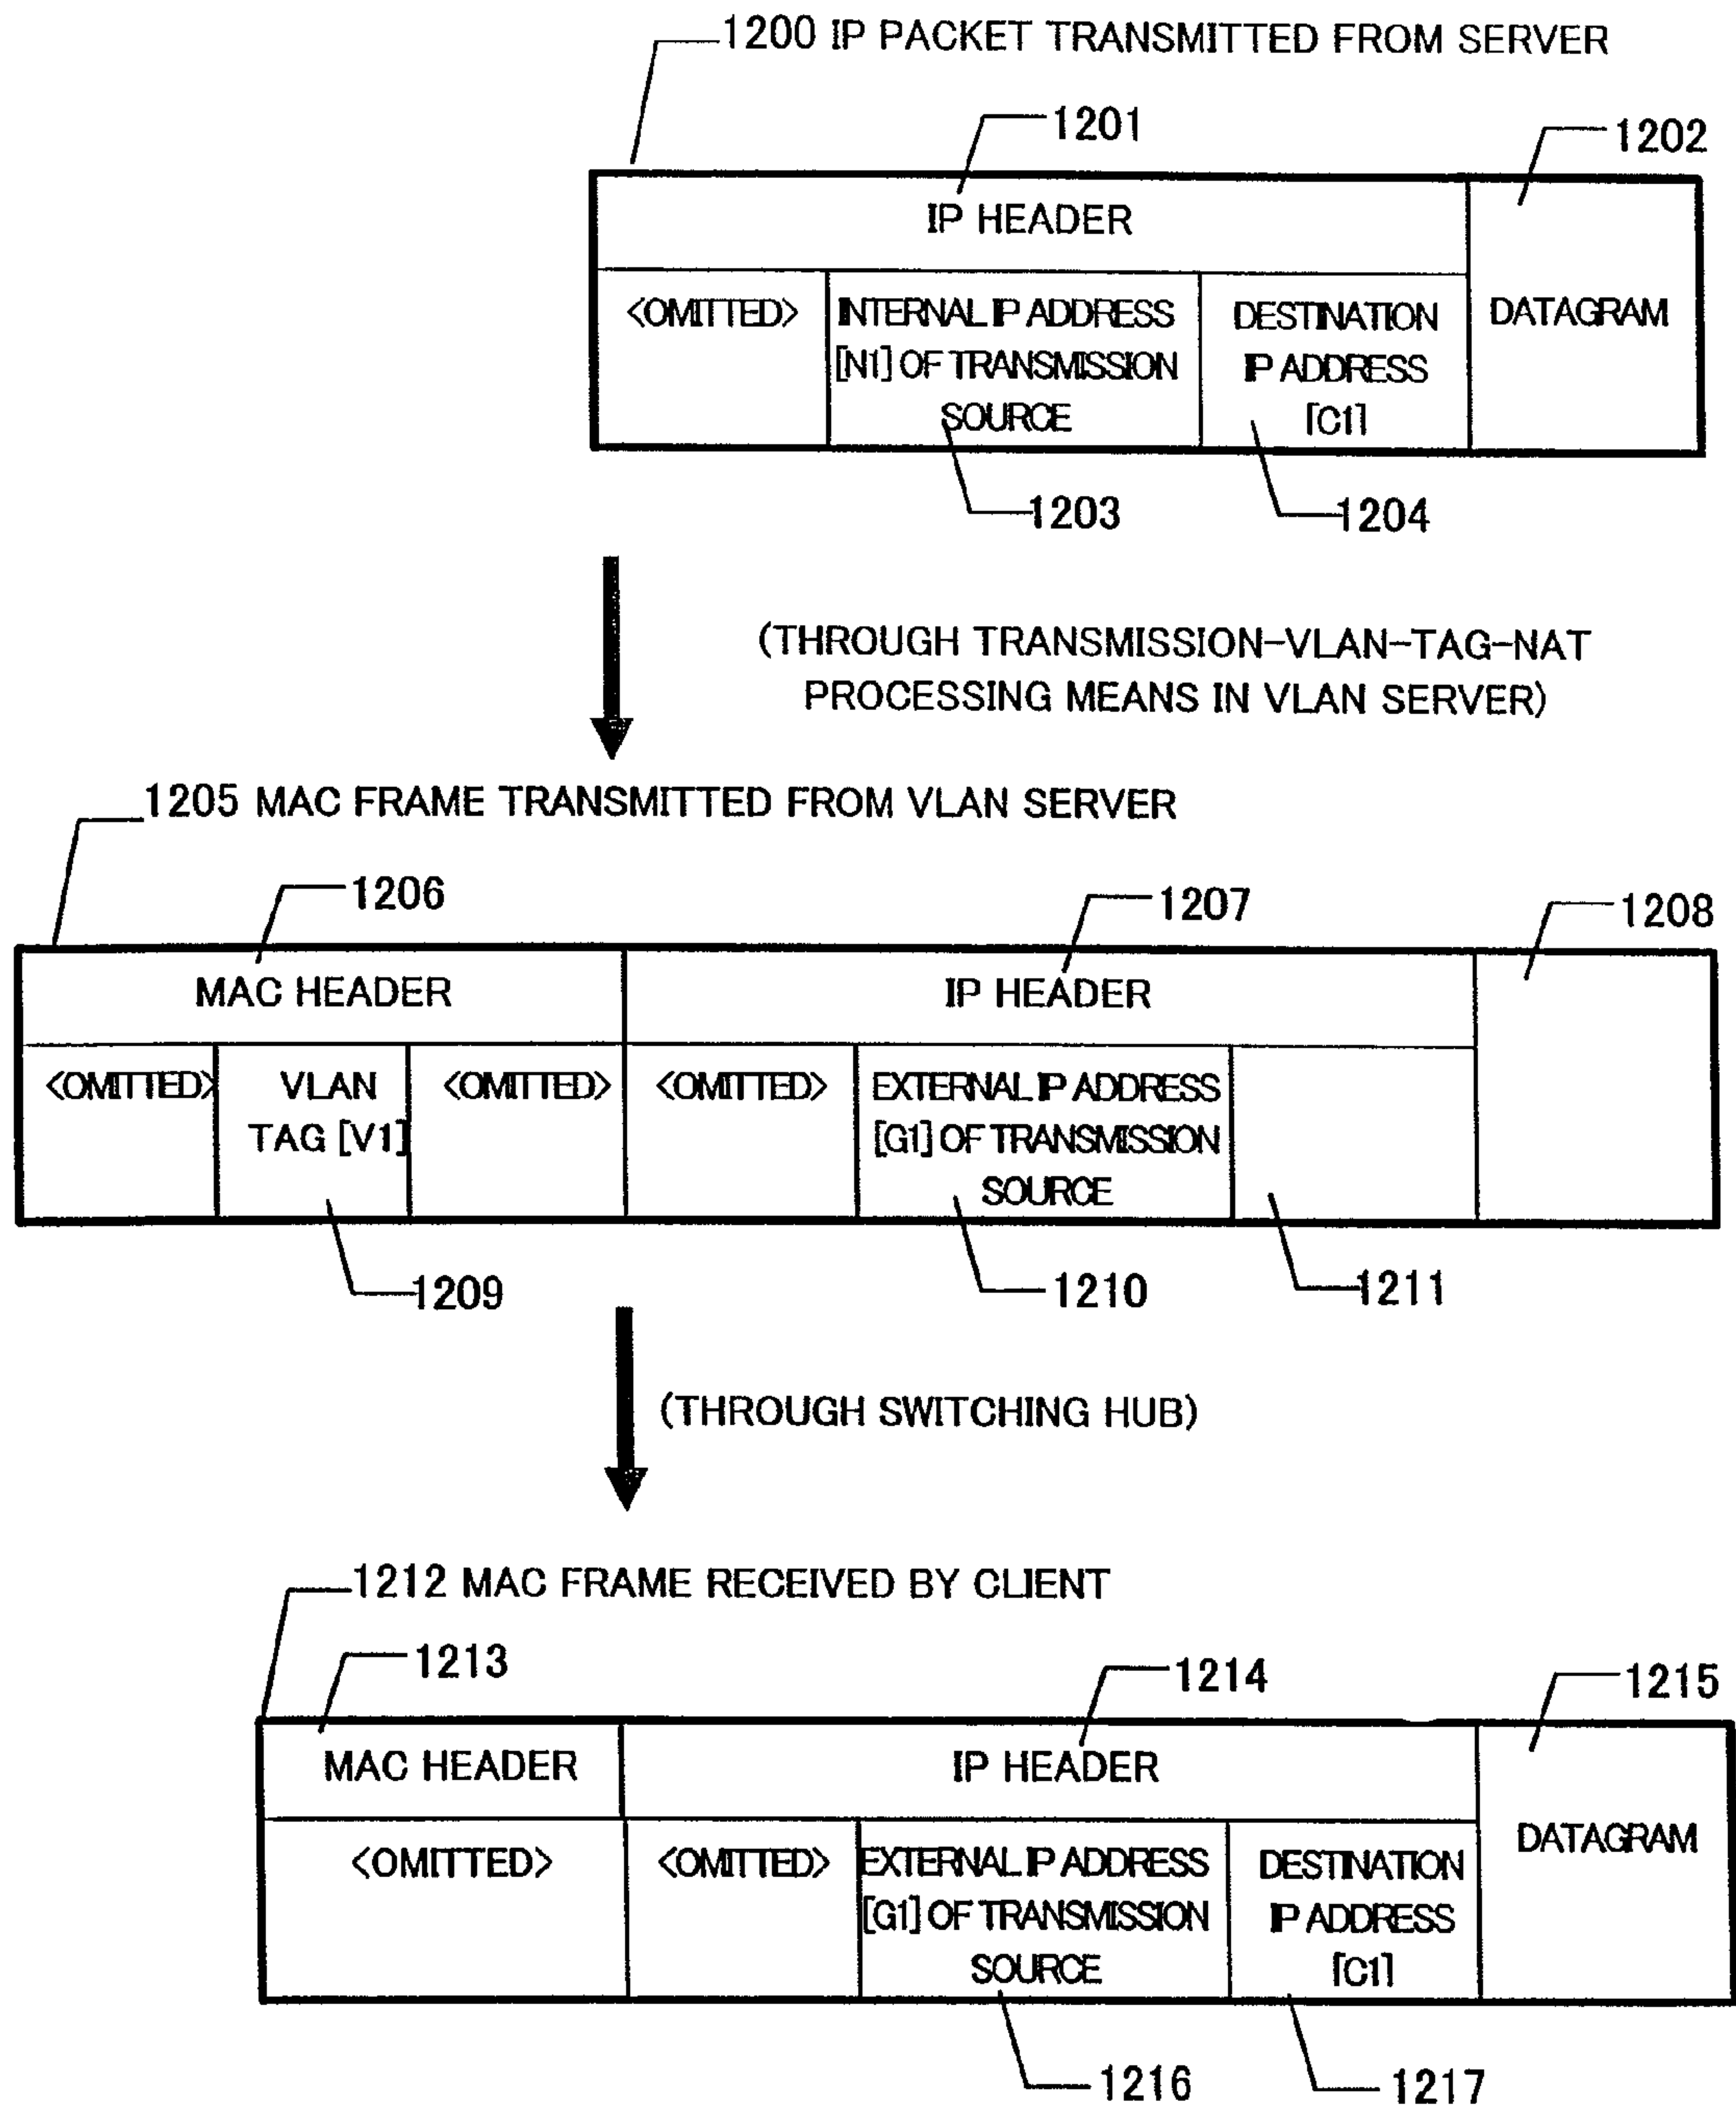 1200 IP PACKET TRANSMITTED FROM SERVER
1201
1202
IP HEADER
<OMITTED>
INTERNAL IP ADDRESS
[N1] OF TRANSMISSION
SOURCE
DESTINATION
IP ADDRESS
[C1]
DATAGRAM
1203
1204
(THROUGH TRANSMISSION-VLAN-TAG-NAT
PROCESSING MEANS IN VLAN SERVER)
1205 MAC FRAME TRANSMITTED FROM VLAN SERVER
1206
1207
1208
MAC HEADER
IP HEADER
<OMITTED>
VLAN
TAG [V1]
<OMITTED>
<OMITTED>
EXTERNAL IP ADDRESS
[G1] OF TRANSMISSION
SOURCE
1209
1210
1211
(THROUGH SWITCHING HUB)
1212 MAC FRAME RECEIVED BY CLIENT
1213
1214
1215
MAC HEADER
IP HEADER
<OMITTED>
<OMITTED>
EXTERNAL IP ADDRESS
[G1] OF TRANSMISSION
SOURCE
DESTINATION
IP ADDRESS
[C1]
DATAGRAM
1216
1217